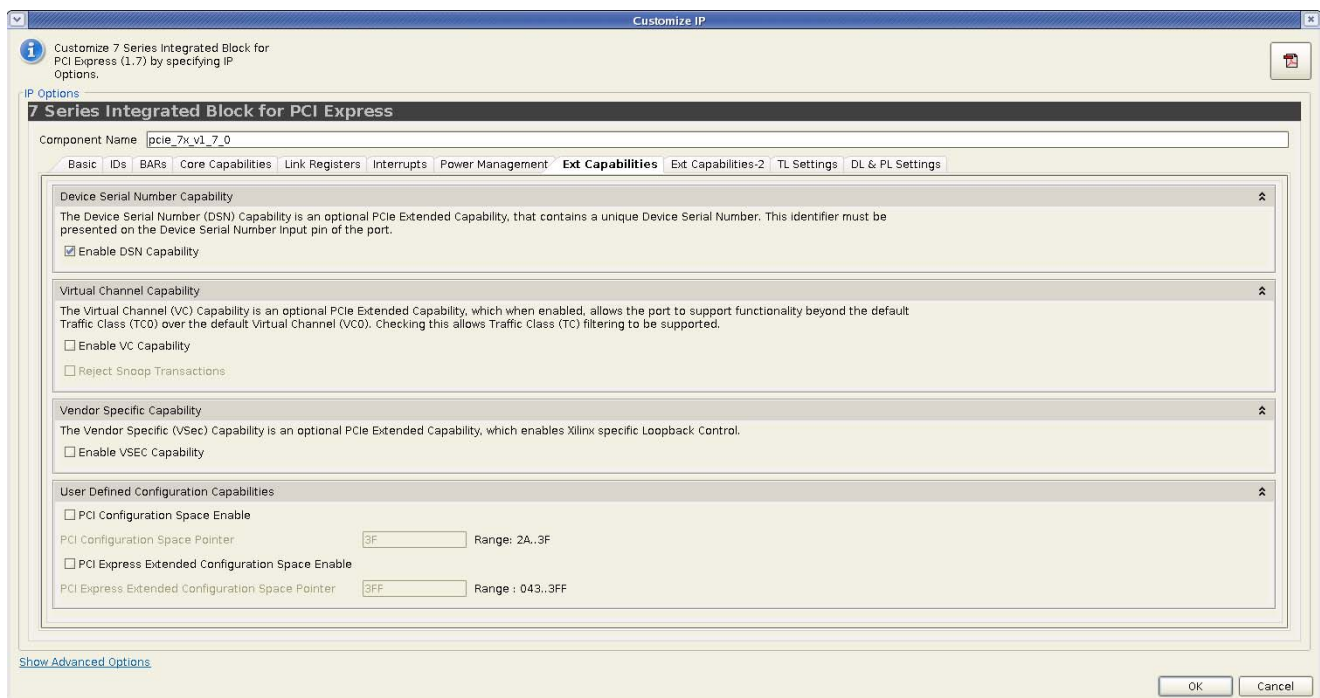 Customize IP
Customize 7 Series Integrated Block for
PCI Express (1.7) by specifying IP
Options.
IP Options
7 Series Integrated Block for PCI Express
Component Name pcie_7x_v1_7_0
Basic IDs BARs Core Capabilities Link Registers Interrupts Power Management Ext Capabilities Ext Capabilities-2 TL Settings DL & PL Settings
Device Serial Number Capability
The Device Serial Number (DSN) Capability is an optional PCIe Extended Capability, that contains a unique Device Serial Number. This identifier must be
presented on the Device Serial Number Input pin of the port.
Enable DSN Capability
Virtual Channel Capability
The Virtual Channel (VC) Capability is an optional PCIe Extended Capability, which when enabled, allows the port to support functionality beyond the default
Traffic Class (TC0) over the default Virtual Channel (VC0). Checking this allows Traffic Class (TC) filtering to be supported.
Enable VC Capability
Reject Snoop Transactions
Vendor Specific Capability
The Vendor Specific (VSec) Capability is an optional PCIe Extended Capability, which enables Xilinx specific Loopback Control.
Enable VSEC Capability
User Defined Configuration Capabilities
PCI Configuration Space Enable
PCI Configuration Space Pointer 3F Range: 2A..3F
PCI Express Extended Configuration Space Enable
PCI Express Extended Configuration Space Pointer 3FF Range : 043..3FF
Show Advanced Options
OK Cancel